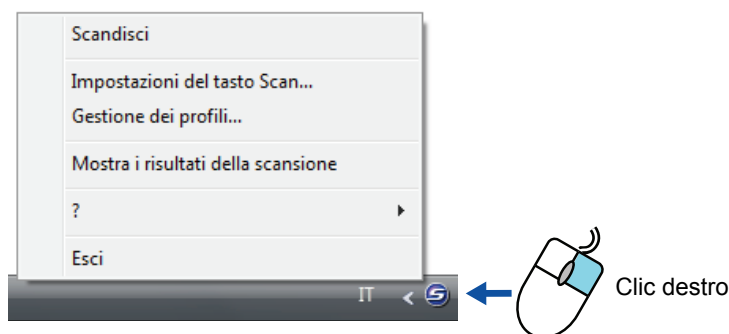 Scandisci
Impostazioni del tasto Scan...
Gestione dei profili...
Mostra i risultati della scansione
?
Esci
IT
Clic destro